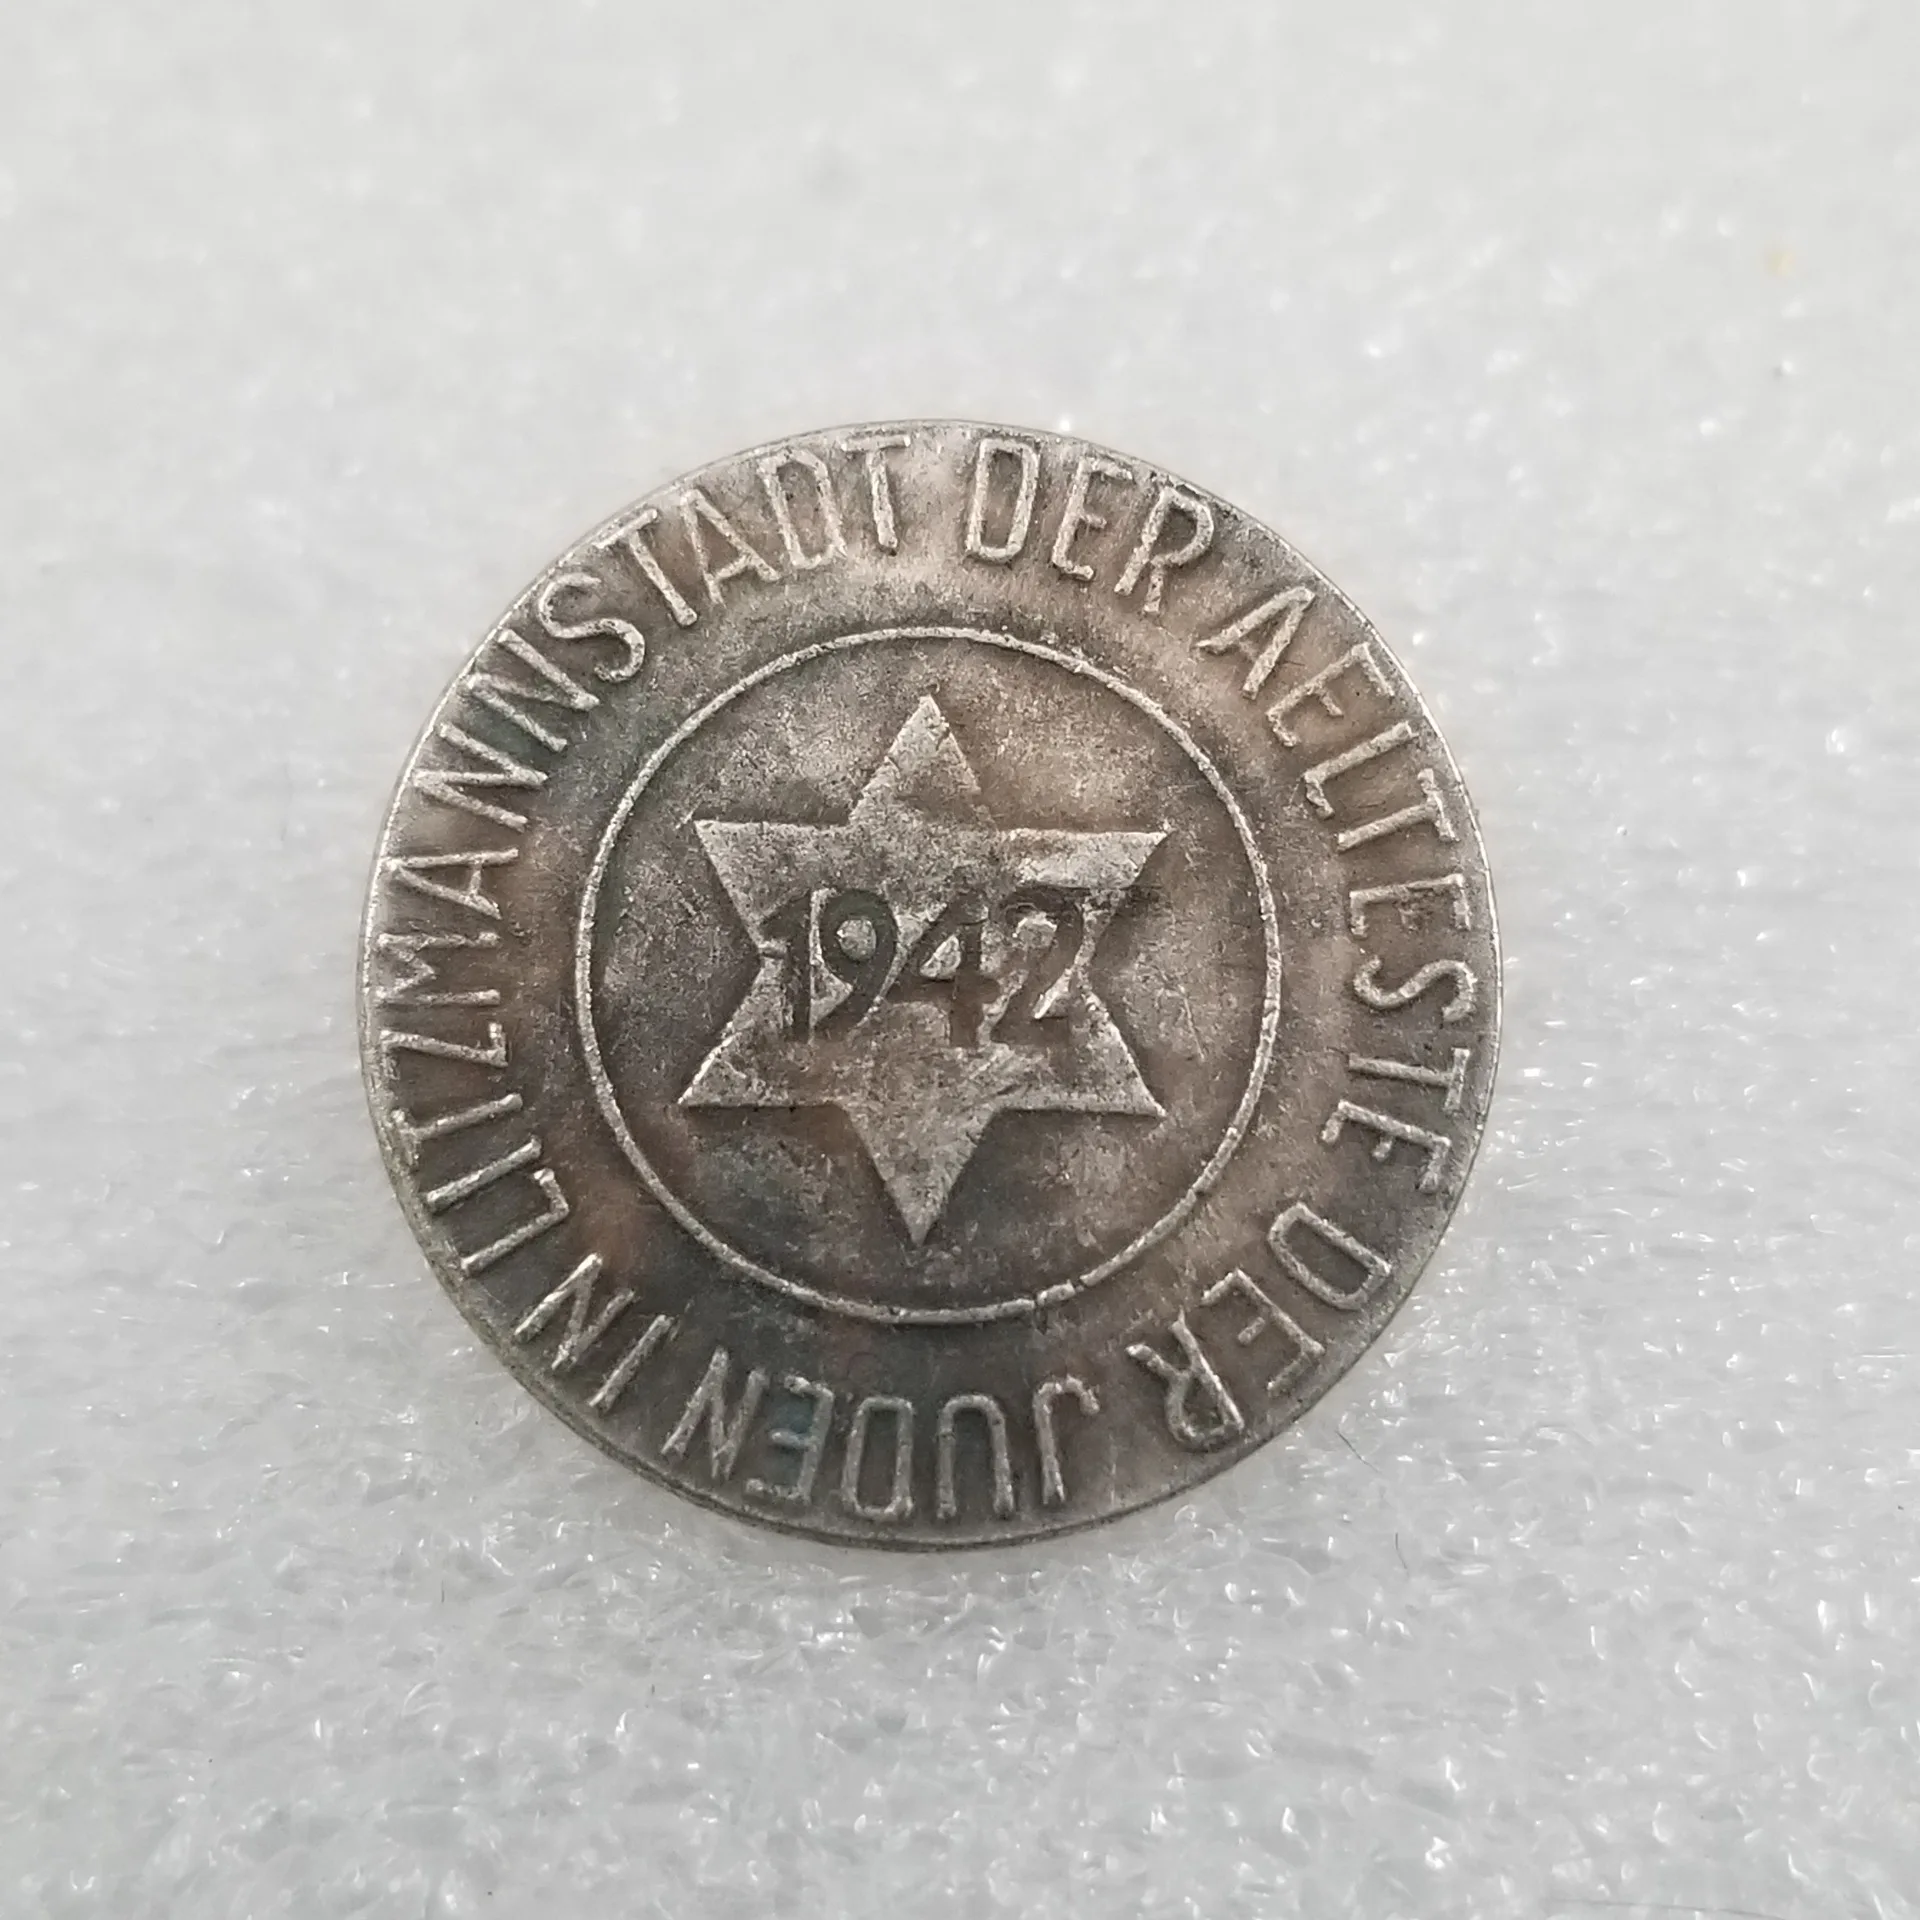 DER AELTESTE DER JUDEN IN LITZMANNSTADT
1942